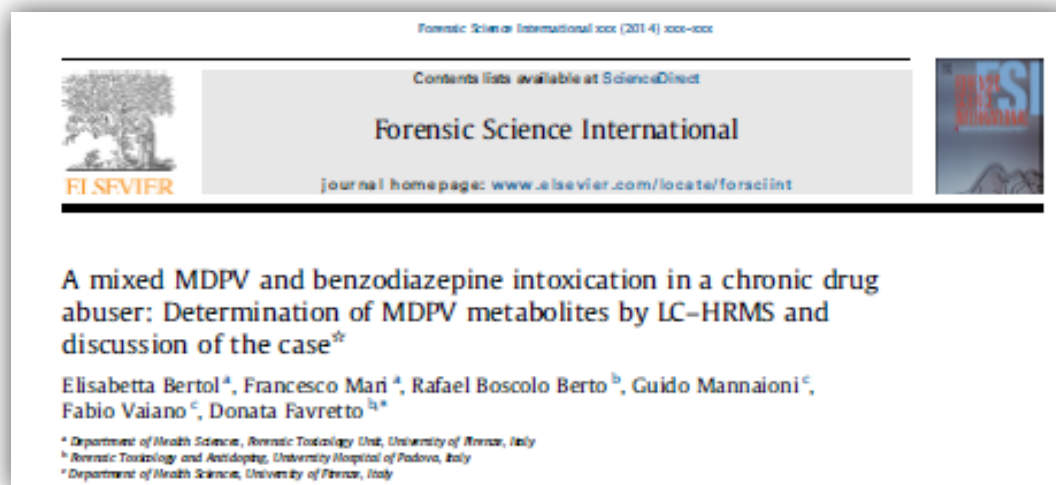 Forensic Science International xxx (2014) xxx–xxx
Contents lists available at ScienceDirect
Forensic Science International
journal homepage: www.elsevier.com/locate/forsciint
ELSEVIER
FSI
A mixed MDPV and benzodiazepine intoxication in a chronic drug
abuser: Determination of MDPV metabolites by LC–HRMS and
discussion of the case☆
Elisabetta Bertol a, Francesco Mari a, Rafael Boscolo Berto b, Guido Mannaioni c,
Fabio Vaiano c, Donata Favretto b,*
a Department of Health Sciences, Forensic Toxicology Unit, University of Firenze, Italy
b Forensic Toxicology and Antidoping, University Hospital of Padova, Italy
c Department of Health Sciences, University of Firenze, Italy